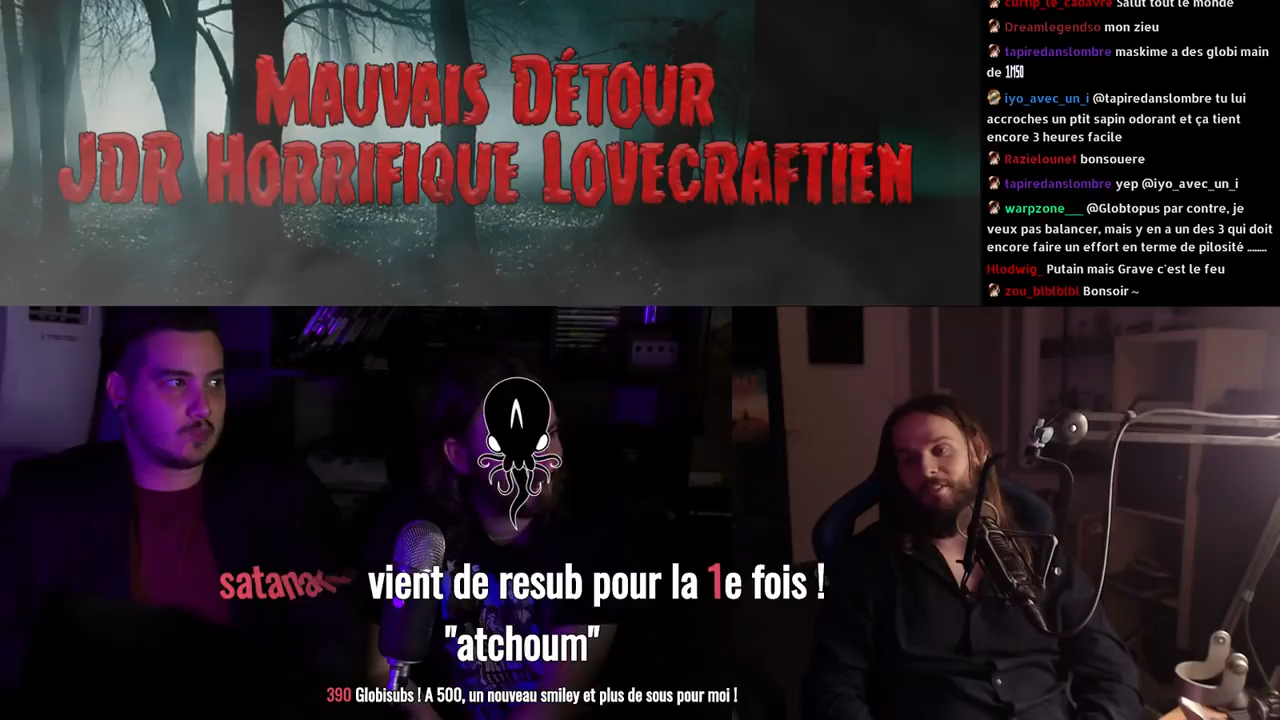 MAUVAIS DÉTOUR
JDR HORRIFIQUE LOVECRAFTIEN
curtip_le_cadavre Salut tout le monde
Dreamlegendso mon zieu
tapiredanslombre maskime a des globi main
de 1M50
iyo_avec_un_i @tapiredanslombre tu lui
accroches un ptit sapin odorant et ça tient
encore 3 heures facile
Razielounet bonsouere
tapiredanslombre yep @iyo_avec_un_i
warpzone___ @Globtopus par contre, je
veux pas balancer, mais y en a un des 3 qui doit
encore faire un effort en terme de pilosité ........
Hlodwig_ Putain mais Grave c'est le feu
zou_blblblbl Bonsoir ~
vient de resub pour la 1e fois !
"atchoum"
390 Globisubs ! A 500, un nouveau smiley et plus de sous pour moi !